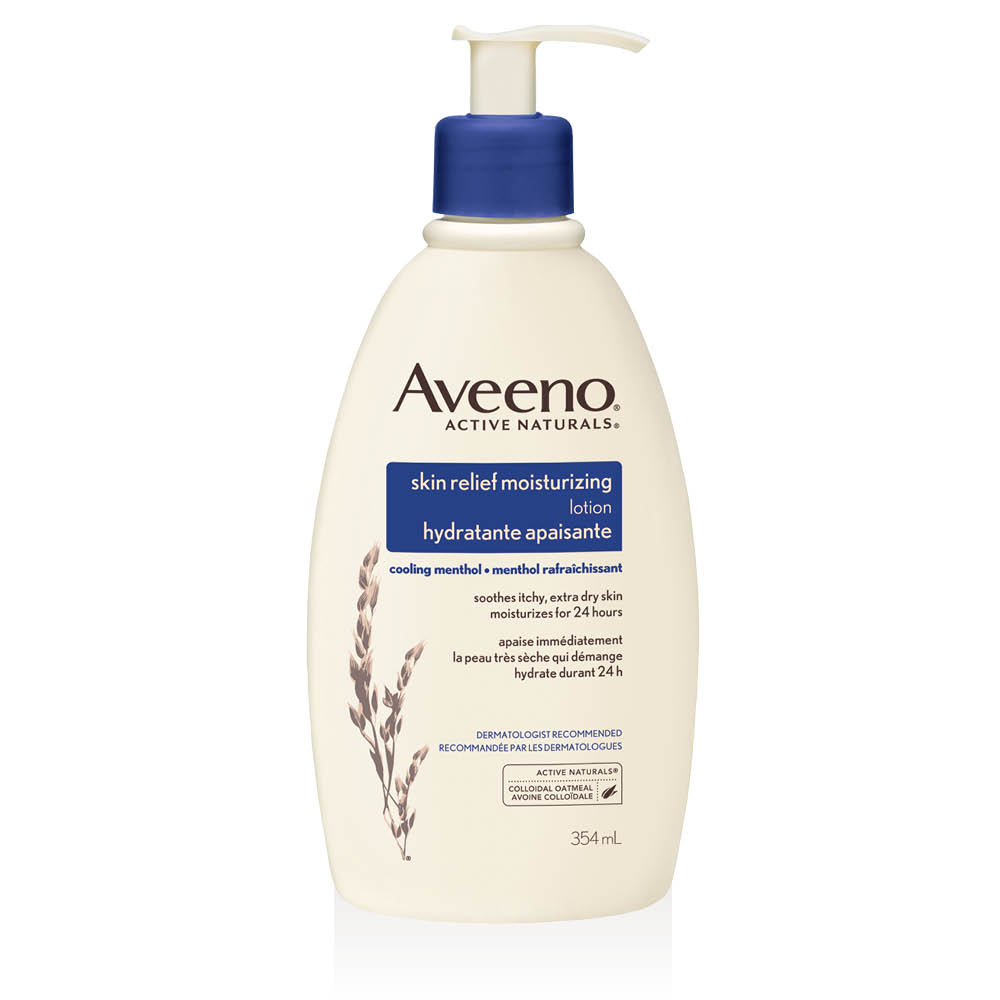 Aveeno®
ACTIVE NATURALS®
skin relief moisturizing
lotion
hydratante apaisante
cooling menthol • menthol rafraîchissant
soothes itchy, extra dry skin
moisturizes for 24 hours
apaise immédiatement
la peau très sèche qui démange
hydrate durant 24 h
DERMATOLOGIST RECOMMENDED
RECOMMANDÉE PAR LES DERMATOLOGUES
ACTIVE NATURALS®
COLLOIDAL OATMEAL
AVOINE COLLOÏDALE
354 mL
®